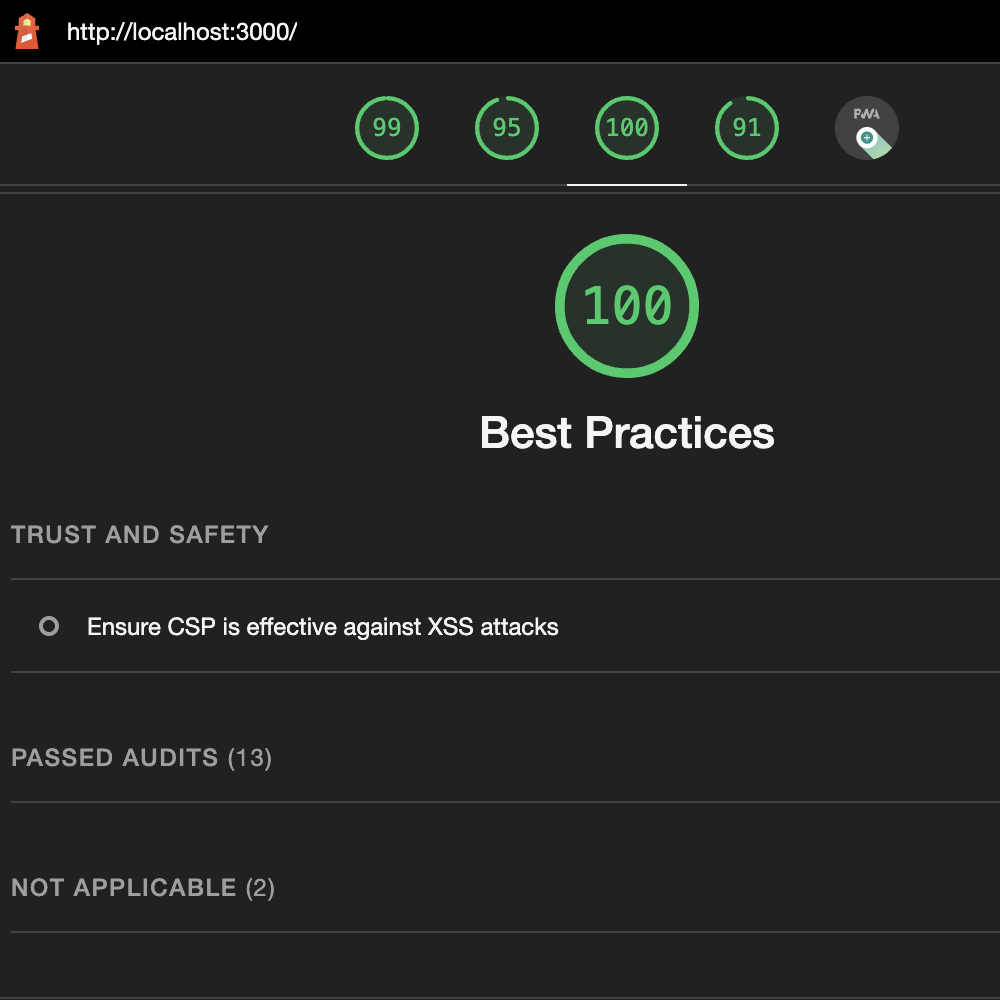 http://localhost:3000/
99 95 100 91 PWA
100
Best Practices
TRUST AND SAFETY
Ensure CSP is effective against XSS attacks
PASSED AUDITS (13)
NOT APPLICABLE (2)